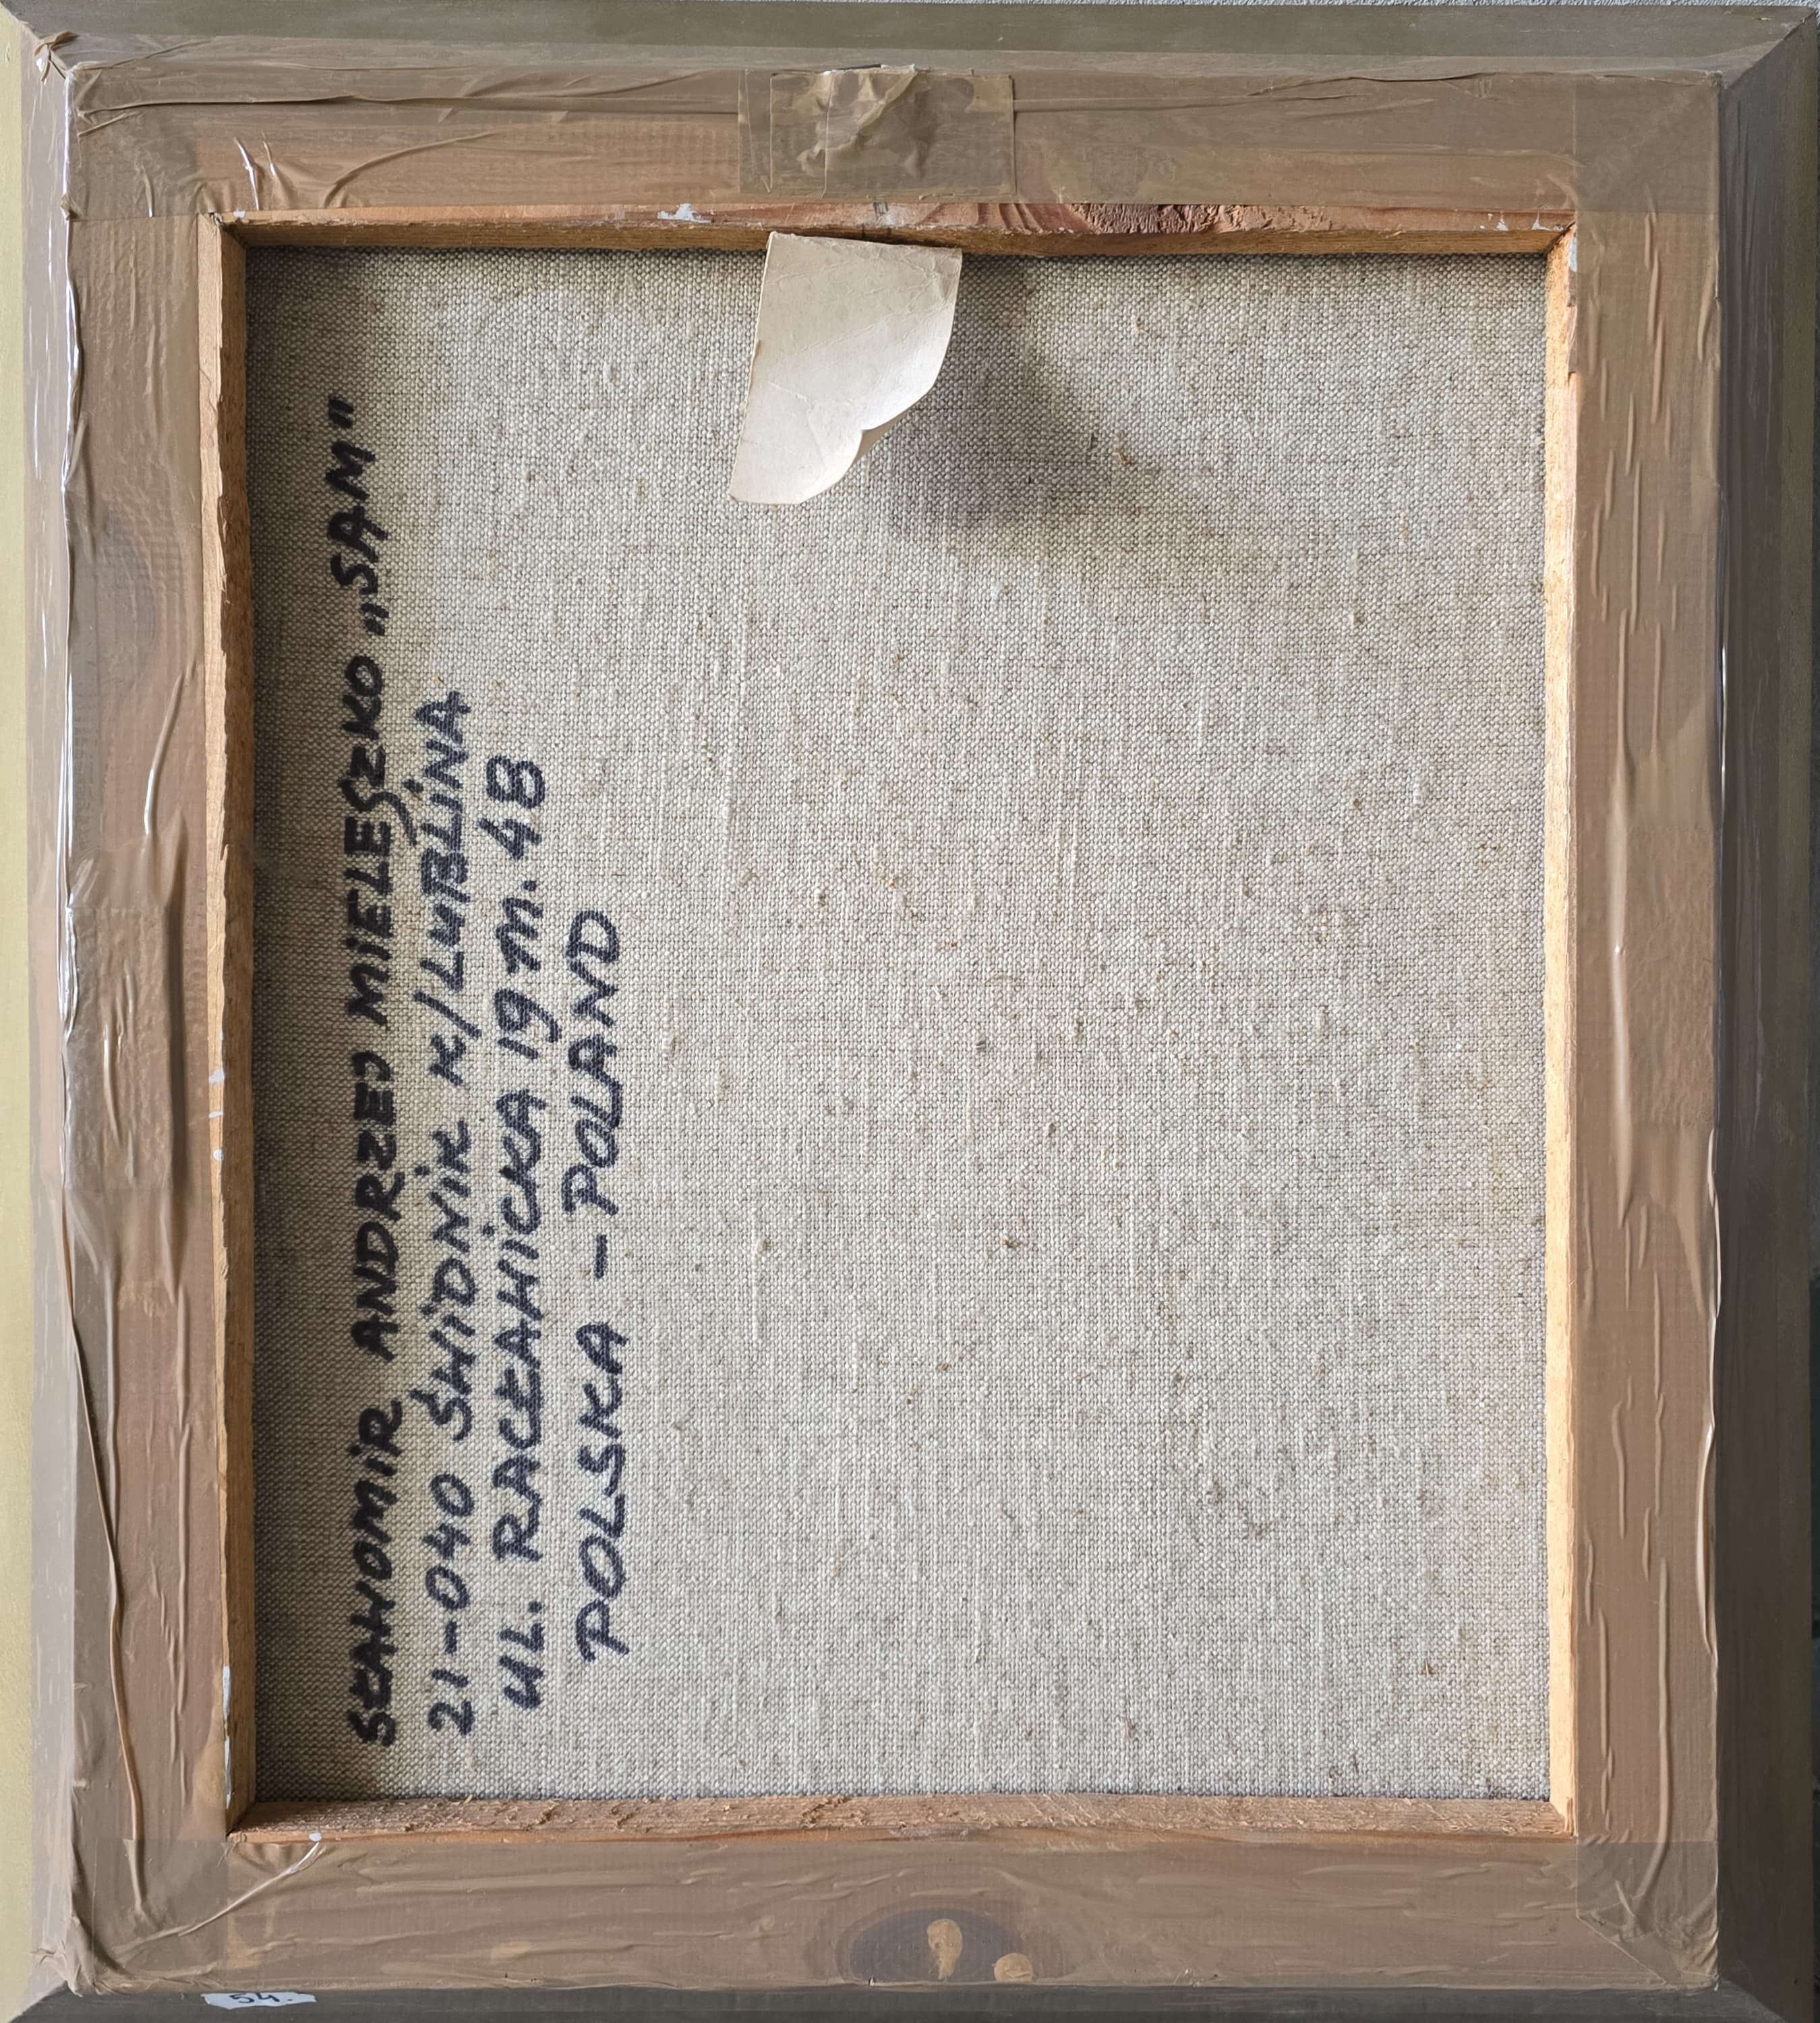 SŁAWOMIR ANDRZEJ MIELESZKO „SAM"
21-040 ŚWIDNIK K/LUBLINA
UL. RACŁAWICKA 19 M. 48
POLSKA - POLAND
54.